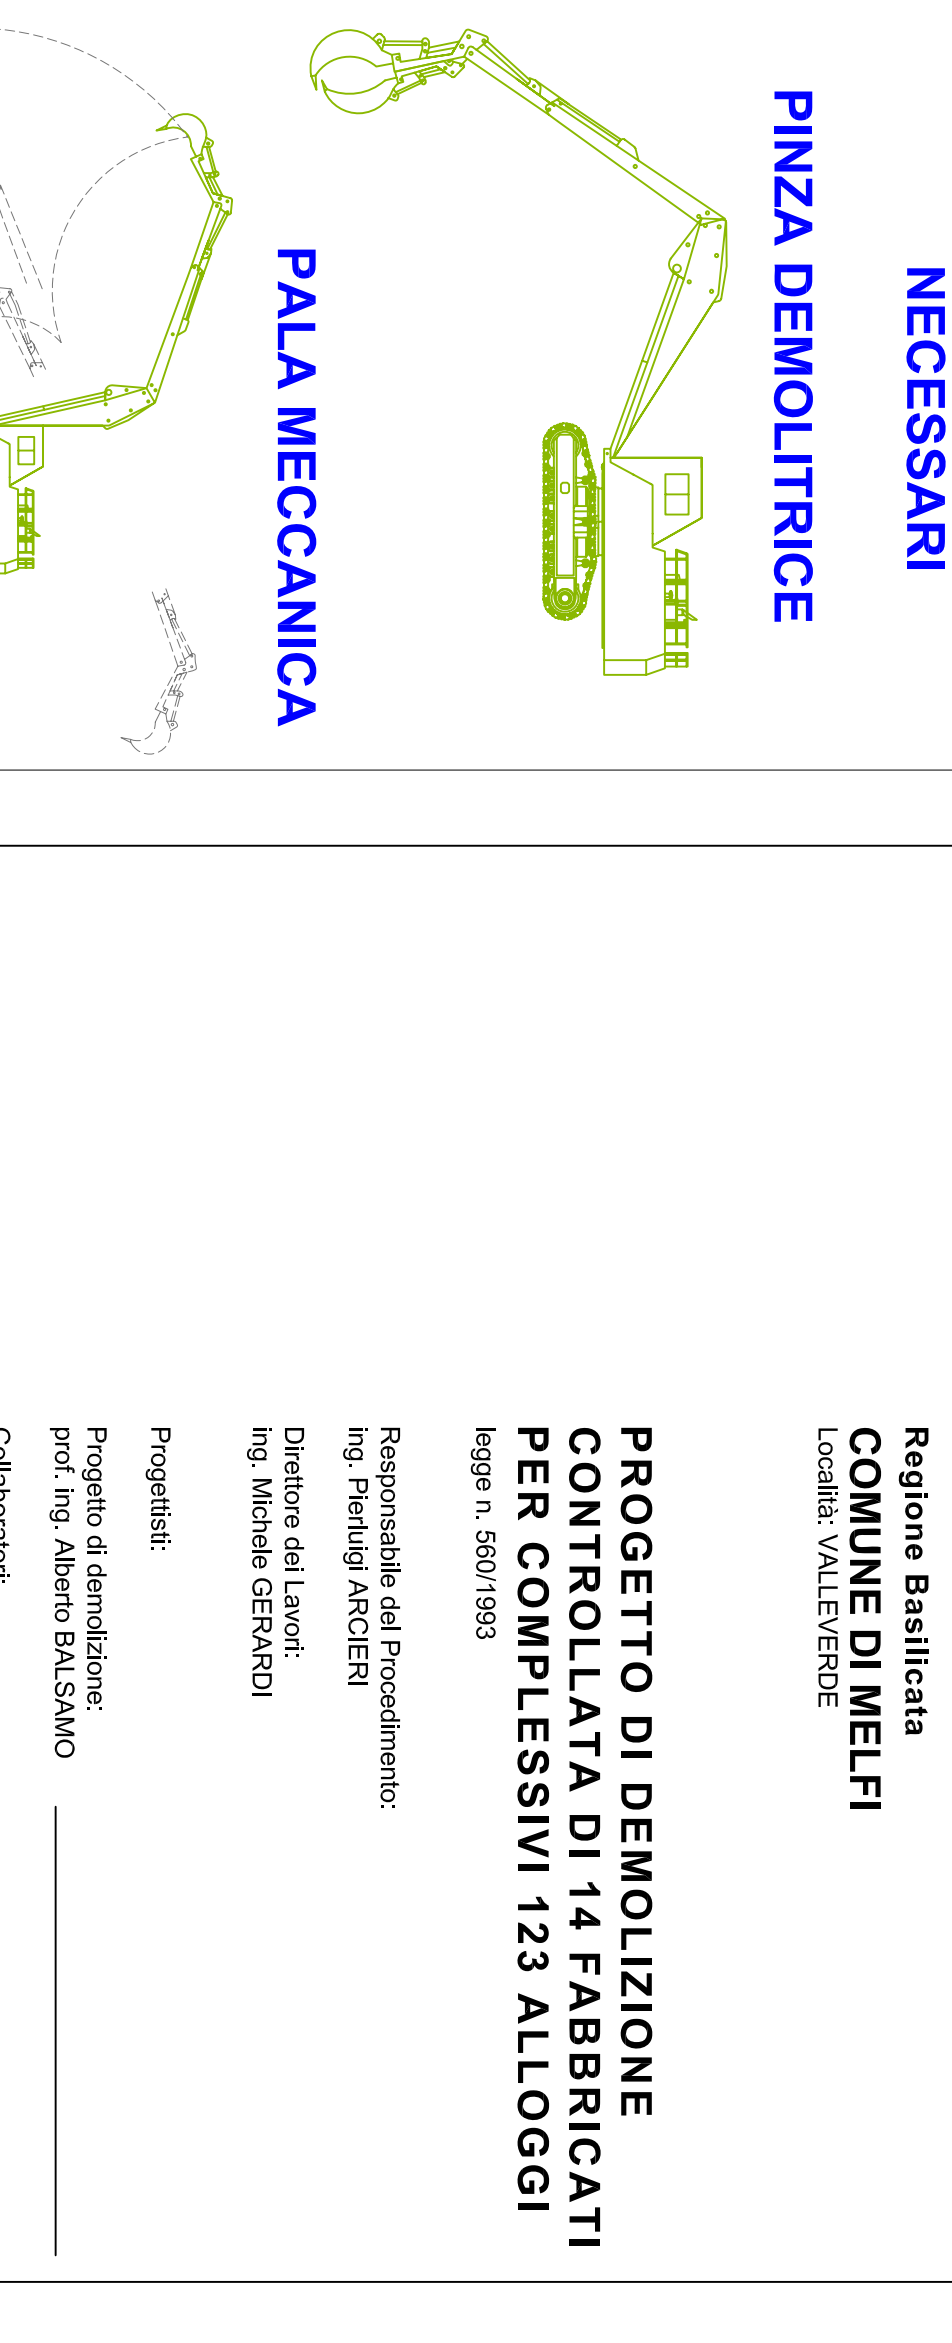 NECESSARI
PINZA DEMOLITRICE
PALA MECCANICA
Regione Basilicata
COMUNE DI MELFI
Località: VALLEVERDE
PROGETTO DI DEMOLIZIONE
CONTROLLATA DI 14 FABBRICATI
PER COMPLESSIVI 123 ALLOGGI
legge n. 560/1993
Responsabile del Procedimento:
ing. Pierluigi ARCIERI
Direttore dei Lavori:
ing. Michele GERARDI
Progettisti:
Progetto di demolizione:
prof. ing. Alberto BALSAMO